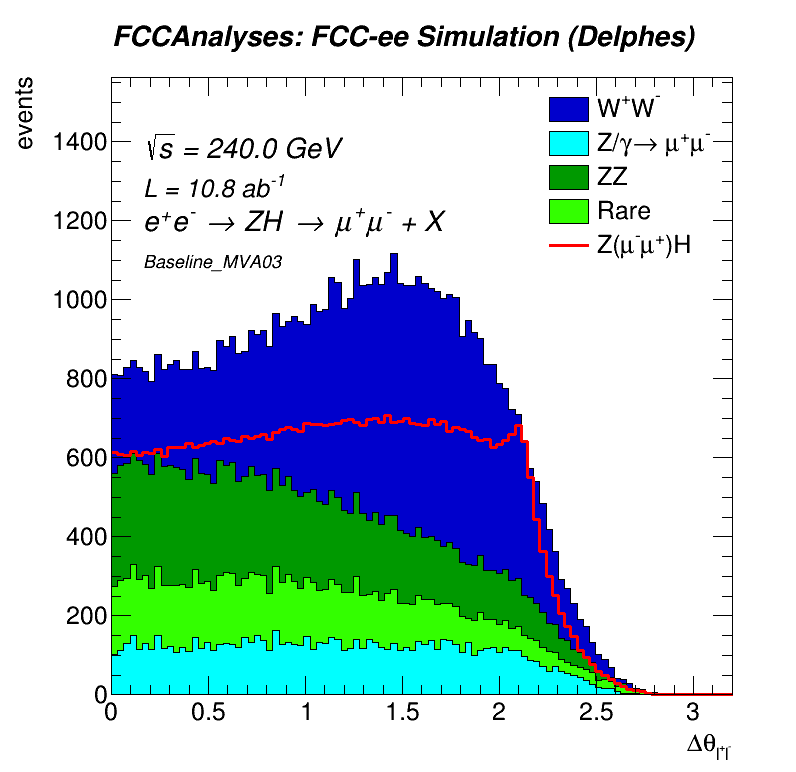 FCCAnalyses: FCC-ee Simulation (Delphes)
events
W⁺W⁻
Z/γ→ μ⁺μ⁻
ZZ
Rare
Z(μ⁻μ⁺)H
√s = 240.0 GeV
L = 10.8 ab⁻¹
e⁺e⁻ → ZH → μ⁺μ⁻ + X
Baseline_MVA03
1400
1200
1000
800
600
400
200
0
0 0.5 1 1.5 2 2.5 3
Δθ_l⁺l⁻